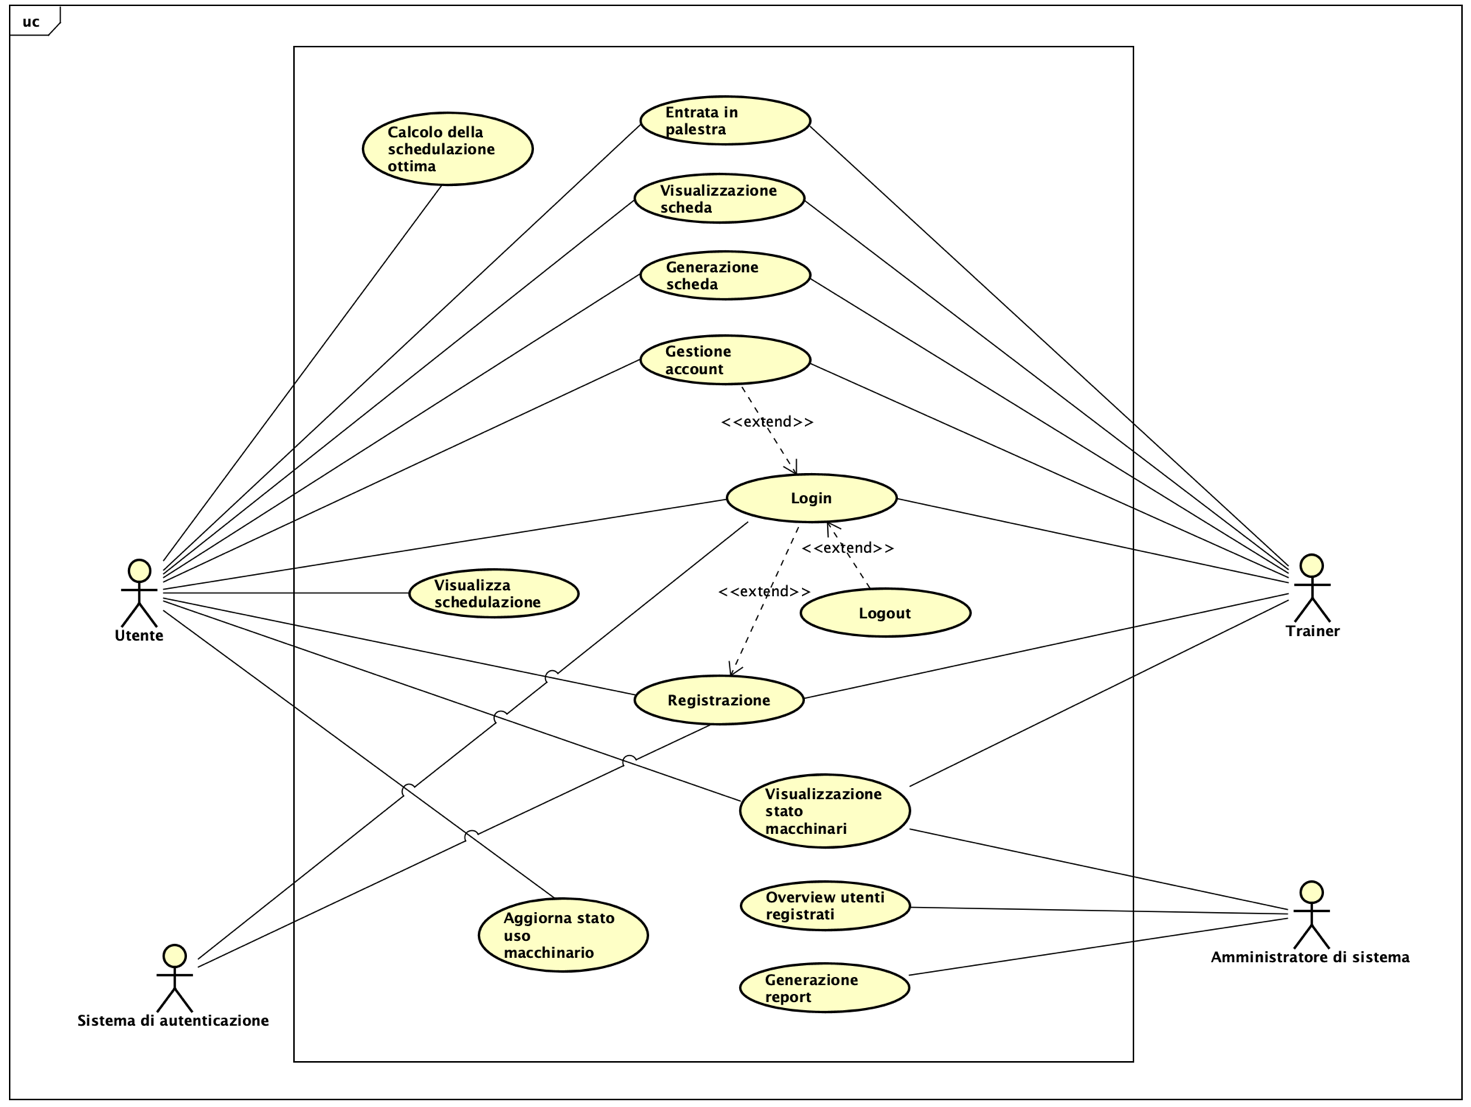 uc
Calcolo della
schedulazione
ottima
Entrata in
palestra
Visualizzazione
scheda
Generazione
scheda
Gestione
account
<<extend>>
Login
<<extend>>
<<extend>>
Visualizza
schedulazione
Logout
Utente
Trainer
Registrazione
Visualizzazione
stato
macchinari
Overview utenti
registrati
Aggiorna stato
uso
macchinario
Generazione
report
Amministratore di sistema
Sistema di autenticazione